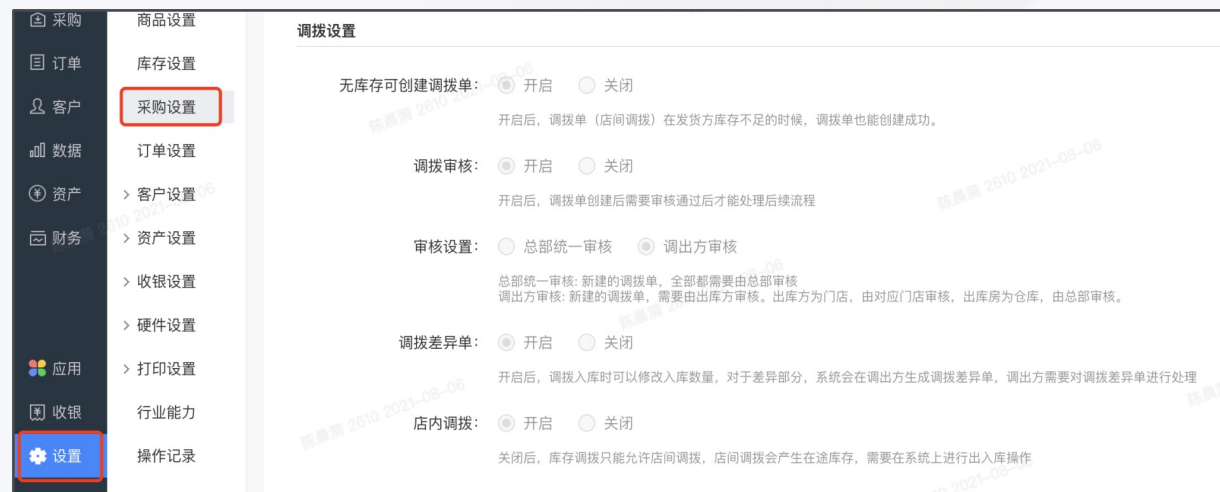 采购
订单
客户
数据
资产
财务
应用
收银
设置
商品设置
库存设置
采购设置
订单设置
> 客户设置
> 资产设置
> 收银设置
> 硬件设置
> 打印设置
行业能力
操作记录
调拨设置
无库存可创建调拨单: 开启 关闭
开启后，调拨单（店间调拨）在发货方库存不足的时候，调拨单也能创建成功。
调拨审核: 开启 关闭
开启后，调拨单创建后需要审核通过后才能处理后续流程
审核设置: 总部统一审核 调出方审核
总部统一审核: 新建的调拨单，全部都需要由总部审核
调出方审核: 新建的调拨单，需要由出库方审核。出库方为门店，由对应门店审核，出库房为仓库，由总部审核。
调拨差异单: 开启 关闭
开启后，调拨入库时可以修改入库数量，对于差异部分，系统会在调出方生成调拨差异单，调出方需要对调拨差异单进行处理
店内调拨: 开启 关闭
关闭后，库存调拨只能允许店间调拨，店间调拨会产生在途库存，需要在系统上进行出入库操作
2610 2021-08-06
2610 2021-08-06